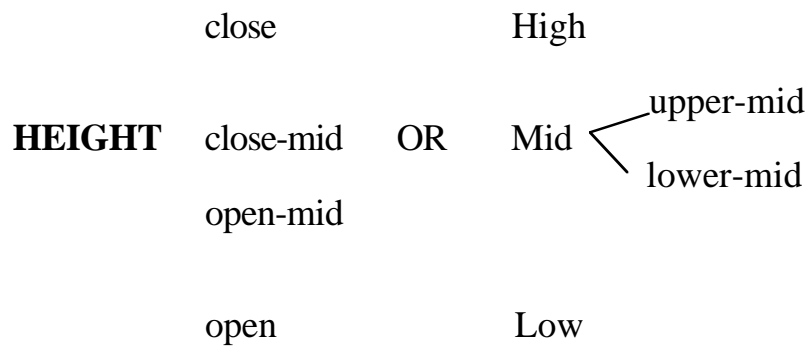 close High
upper-mid
HEIGHT close-mid OR Mid
lower-mid
open-mid
open Low